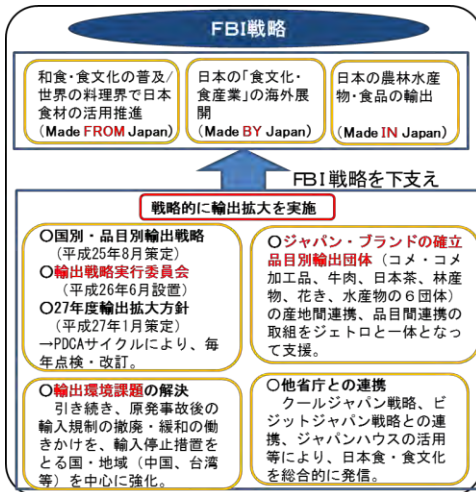 FBI戦略
和食・食文化の普及/
世界の料理界で日本
食材の活用推進
(Made FROM Japan)
日本の「食文化・
食産業」の海外展
開
(Made BY Japan)
日本の農林水産
物・食品の輸出
(Made IN Japan)
FBI戦略を下支え
戦略的に輸出拡大を実施
○国別・品目別輸出戦略
(平成25年8月策定)
○輸出戦略実行委員会
(平成26年6月設置)
○27年度輸出拡大方針
(平成27年1月策定)
→PDCAサイクルにより、毎
年点検・改訂。
○ジャパン・ブランドの確立
品目別輸出団体(コメ・コメ
加工品、牛肉、日本茶、林産
物、花き、水産物の6団体)
の産地間連携、品目間連携の
取組をジェトロと一体となっ
て支援。
○輸出環境課題の解決
引き続き、原発事故後の
輸入規制の撤廃・緩和の働
きかけを、輸入停止措置を
とる国・地域(中国、台湾
等)を中心に強化。
○他省庁との連携
クールジャパン戦略、ビ
ジットジャパン戦略との連
携、ジャパンハウスの活用
等により、日本食・食文化
を総合的に発信。